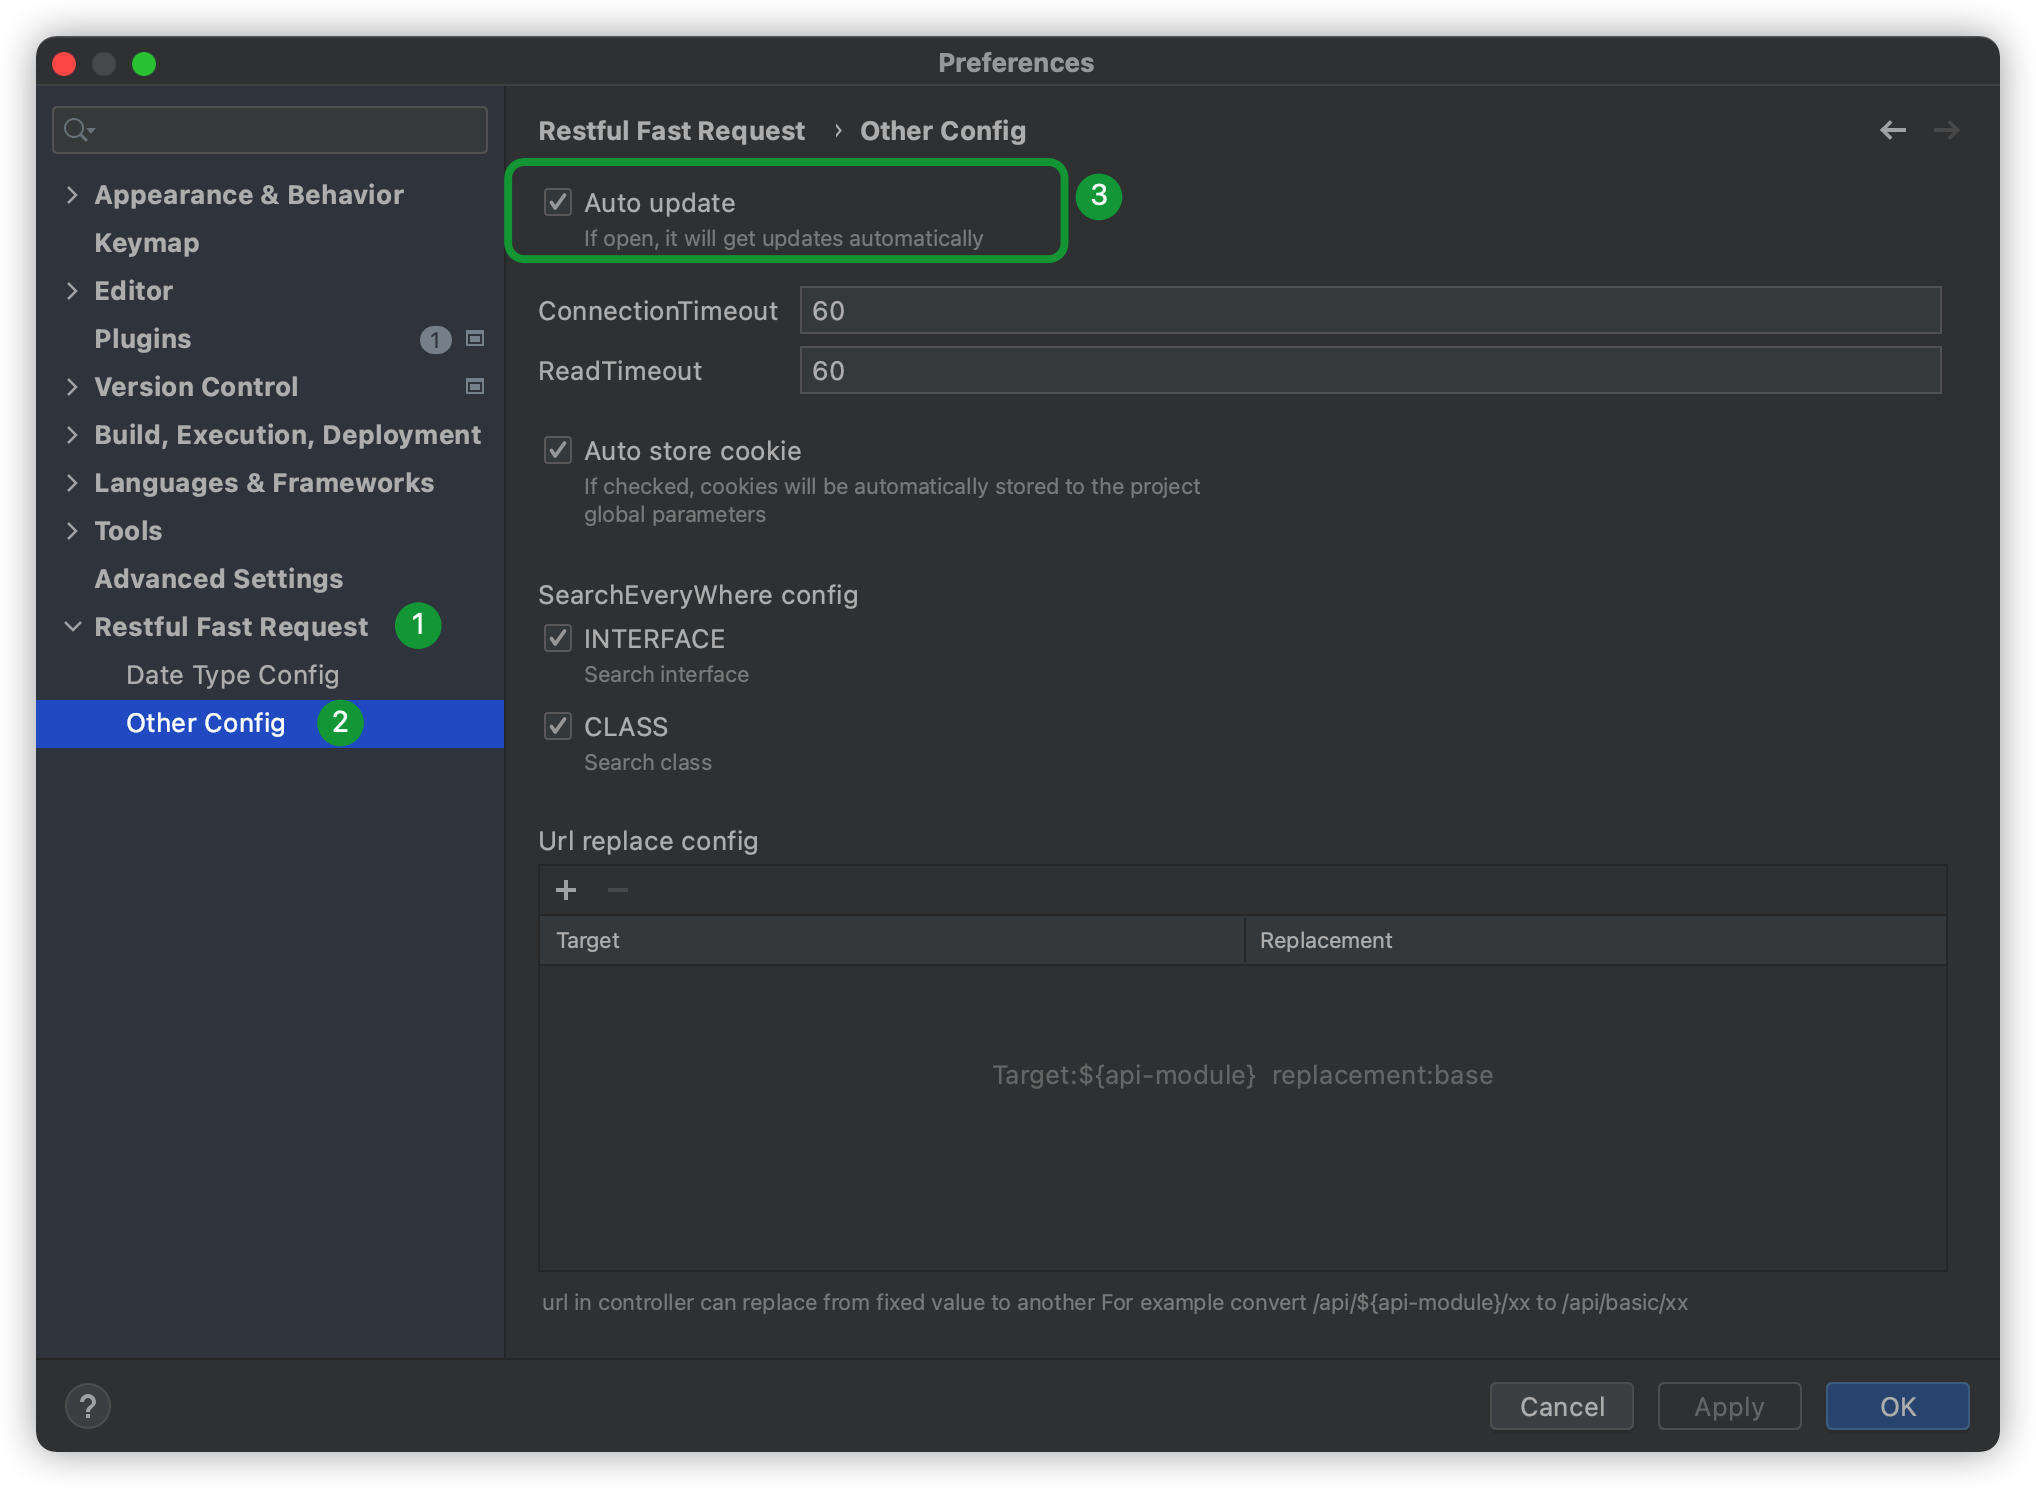 Preferences
Appearance & Behavior
Keymap
Editor
Plugins 1
Version Control
Build, Execution, Deployment
Languages & Frameworks
Tools
Advanced Settings
Restful Fast Request 1
Date Type Config
Other Config 2
Restful Fast Request › Other Config
Auto update 3
If open, it will get updates automatically
ConnectionTimeout 60
ReadTimeout 60
Auto store cookie
If checked, cookies will be automatically stored to the project
global parameters
SearchEveryWhere config
INTERFACE
Search interface
CLASS
Search class
Url replace config
Target Replacement
Target:${api-module} replacement:base
url in controller can replace from fixed value to another For example convert /api/${api-module}/xx to /api/basic/xx
? Cancel Apply OK